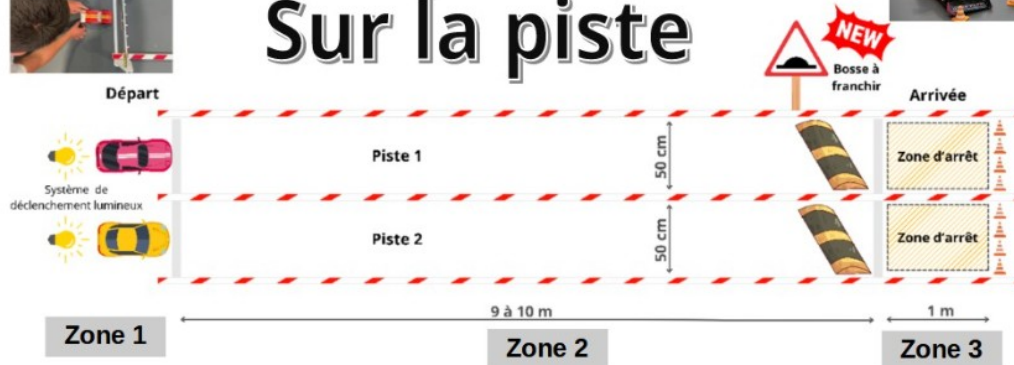 Sur la piste
NEW
Bosse à
franchir
Départ
Arrivée
Piste 1
50 cm
Zone d'arrêt
Système de
déclenchement lumineux
Piste 2
50 cm
Zone d'arrêt
9 à 10 m
1 m
Zone 1
Zone 2
Zone 3